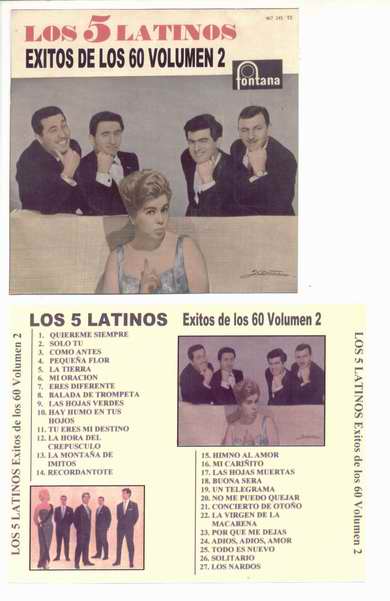 LOS 5 LATINOS
EXITOS DE LOS 60 VOLUMEN 2
fontana
LOS 5 LATINOS Exitos de los 60 Volumen 2
LOS 5 LATINOS
Exitos de los 60 Volumen 2
1. QUIEREME SIEMPRE
2. SOLO TU
3. COMO ANTES
4. PEQUEÑA FLOR
5. LA TIERRA
6. MI ORACION
7. ERES DIFERENTE
8. BALADA DE TROMPETA
9. LAS HOJAS VERDES
10. HAY HUMO EN TUS
HOJOS
11. TU ERES MI DESTINO
12. LA HORA DEL
CREPUSCULO
13. LA MONTAÑA DE
IMITOS
14. RECORDANTOTE
15. HIMNO AL AMOR
16. MI CARIÑITO
17. LAS HOJAS MUERTAS
18. BUONA SERA
19. UN TELEGRAMA
20. NO ME PUEDO QUEJAR
21. CONCIERTO DE OTOÑO
22. LA VIRGEN DE LA
MACARENA
23. POR QUE ME DEJAS
24. ADIOS, ADIOS, AMOR
25. TODO ES NUEVO
26. SOLITARIO
27. LOS NARDOS
LOS 5 LATINOS Exitos de los 60 Volumen 2